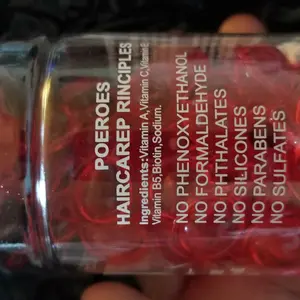 POEROES
HAIRCAREP RINCIPLES
Ingredients:Vitamin A,Vitamin C,Vitamin E
Vitamin B5,Biotin,Sodium.
NO PHENOXYETHANOL
NO FORMALDEHYDE
NO PHTHALATES
NO SILICONES
NO PARABENS
NO SULFATES